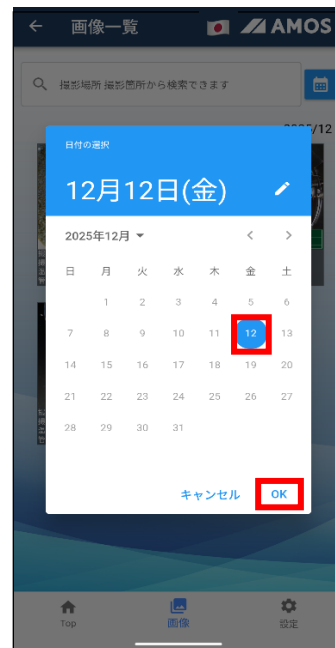 画像一覧 AMOS
撮影場所 撮影箇所から検索できます
/12
日付の選択
12月12日(金)
2025年12月
日 月 火 水 木 金 土
1 2 3 4 5 6
7 8 9 10 11 12 13
14 15 16 17 18 19 20
21 22 23 24 25 26 27
28 29 30 31
キャンセル OK
Top 画像 設定